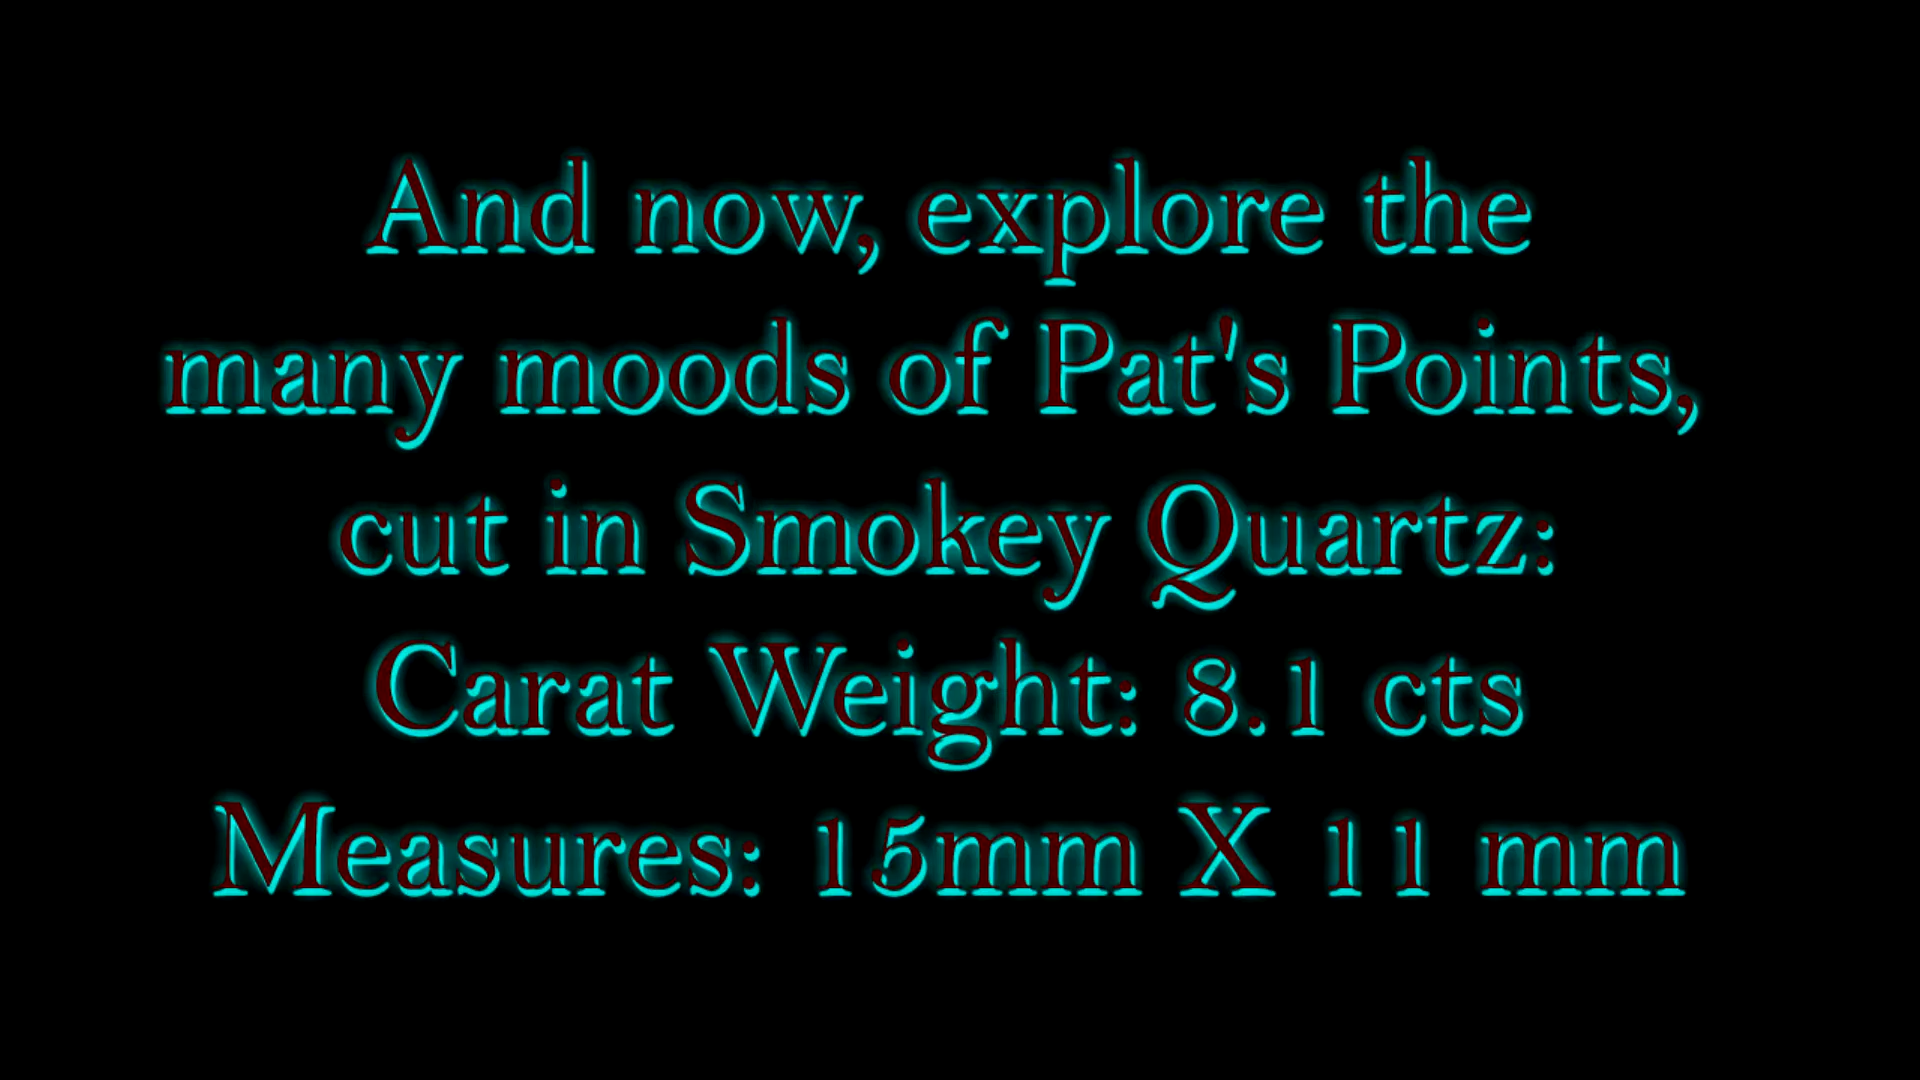 And now, explore the
many moods of Pat's Points,
cut in Smokey Quartz:
Carat Weight: 8.1 cts
Measures: 15mm X 11 mm